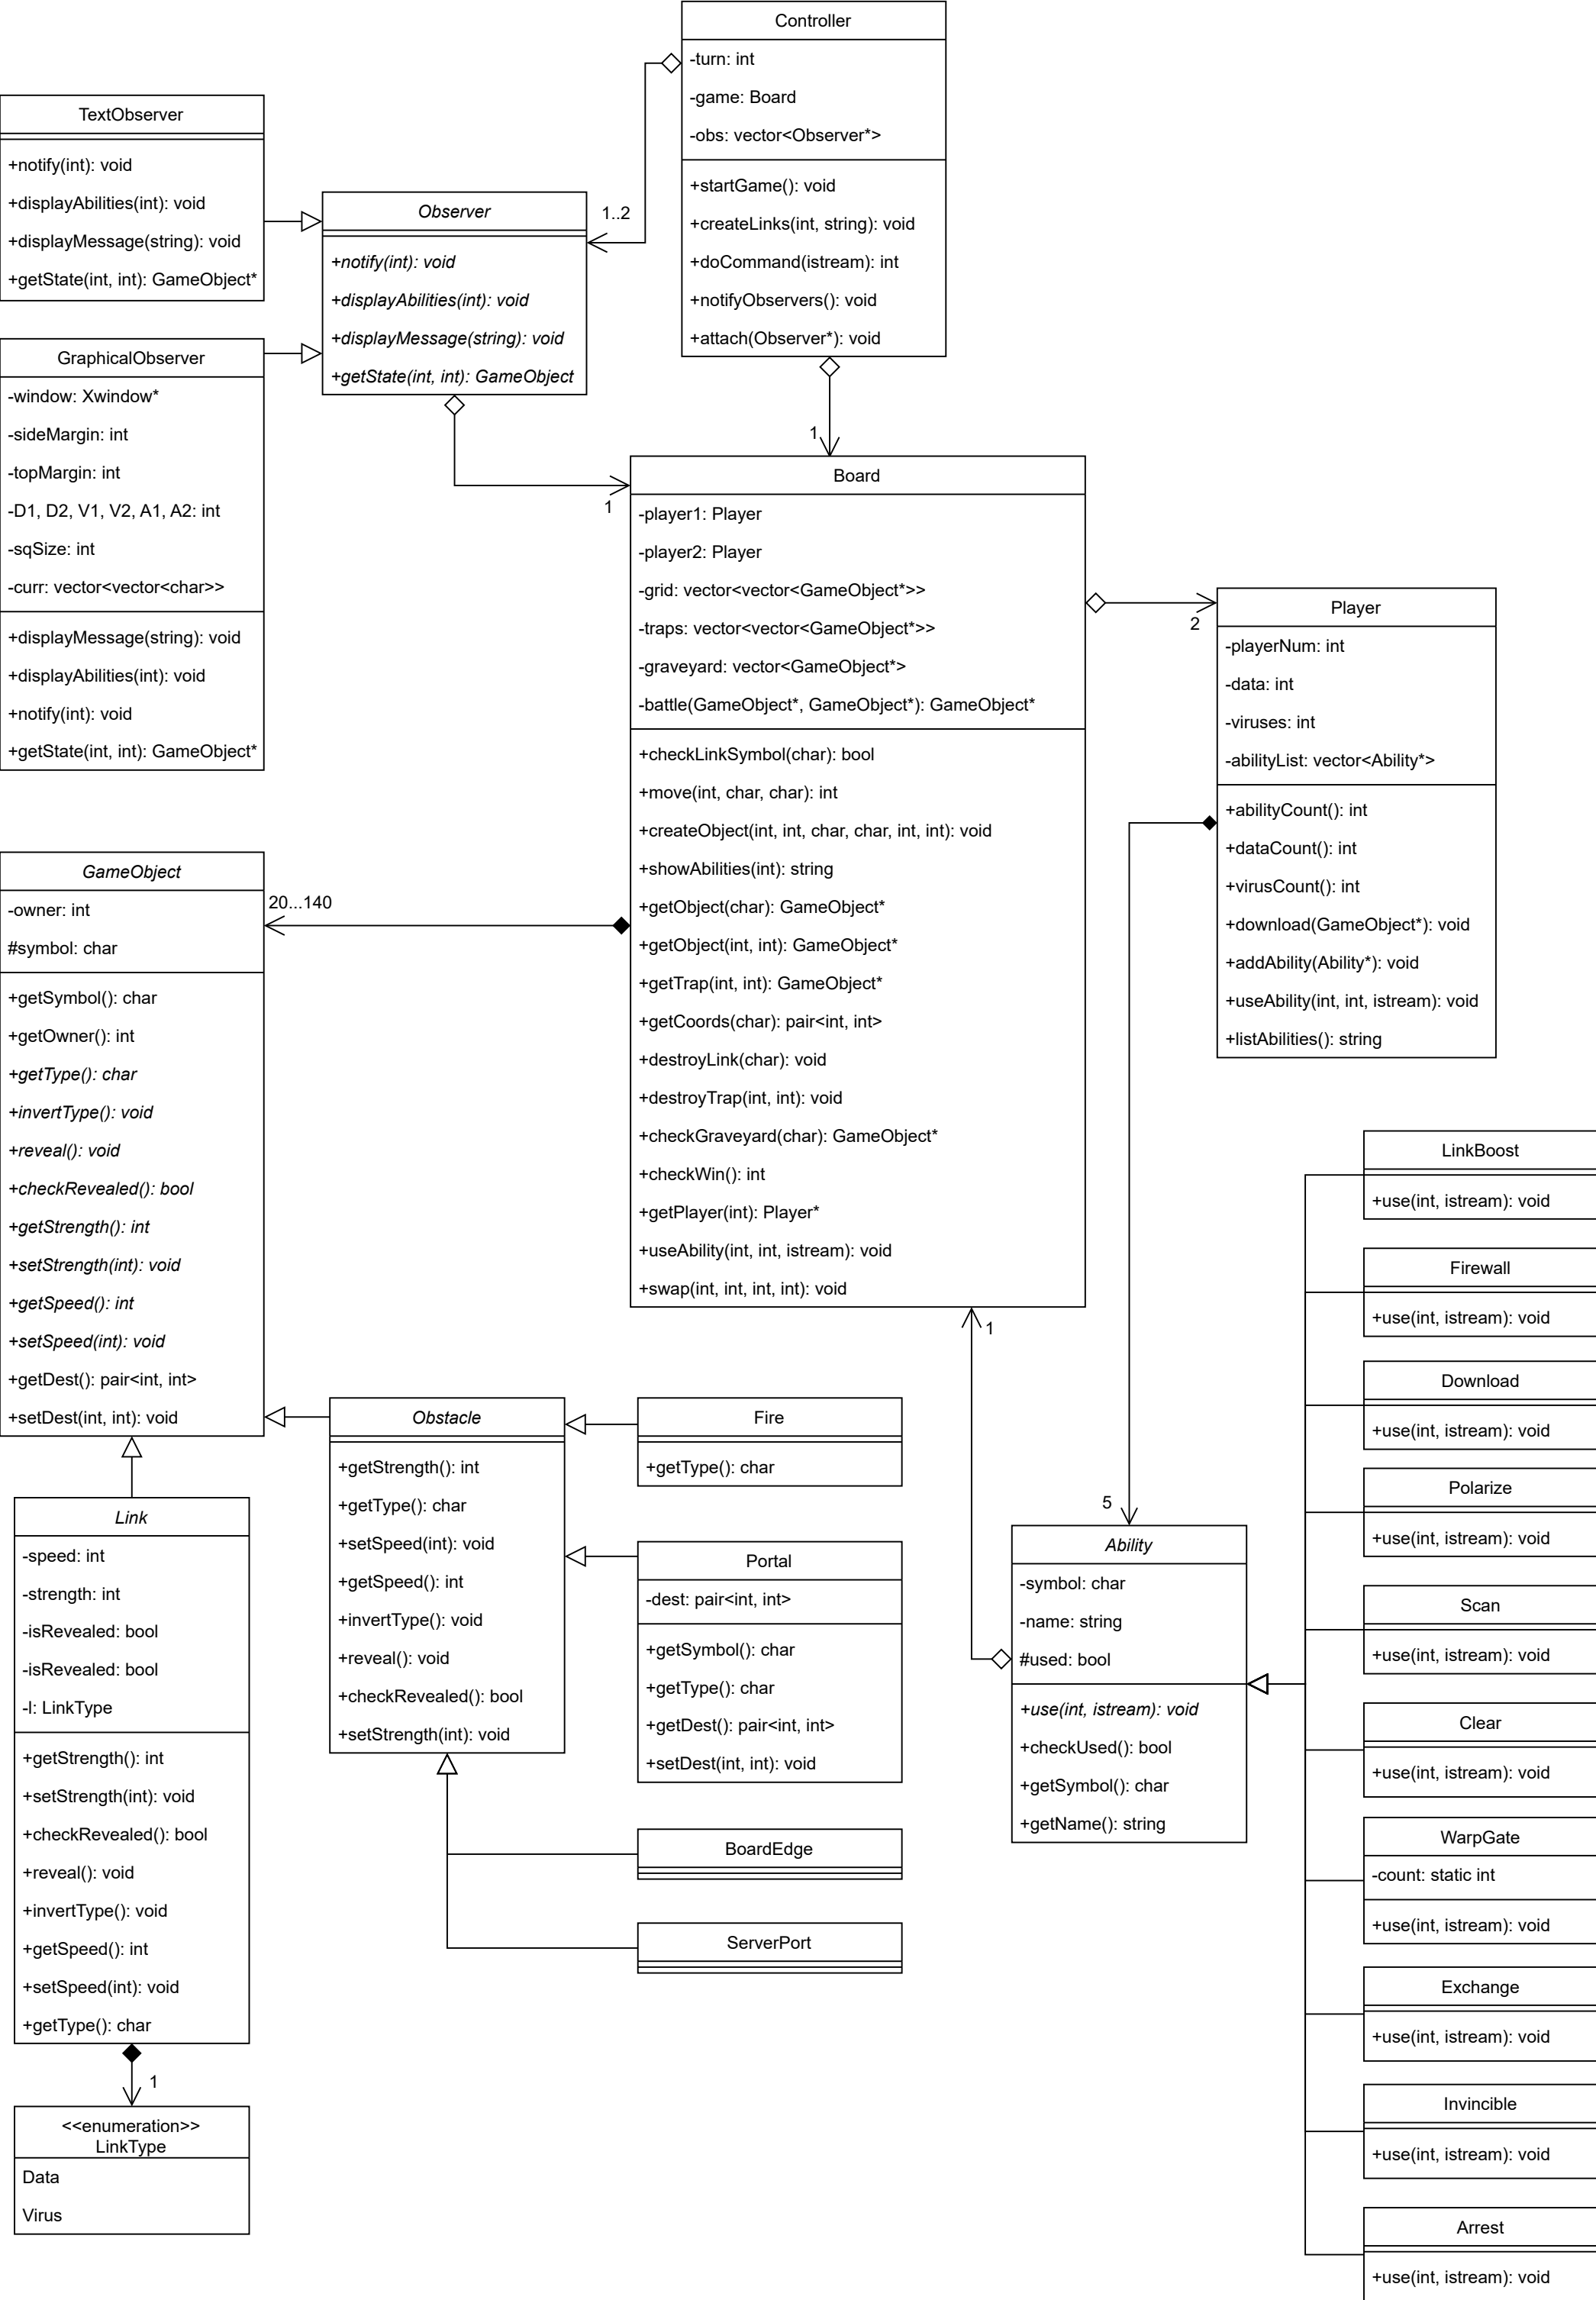 Controller
-turn: int
-game: Board
-obs: vector<Observer*>
+startGame(): void
+createLinks(int, string): void
+doCommand(istream): int
+notifyObservers(): void
+attach(Observer*): void
TextObserver
+notify(int): void
+displayAbilities(int): void
+displayMessage(string): void
+getState(int, int): GameObject*
Observer
+notify(int): void
+displayAbilities(int): void
+displayMessage(string): void
+getState(int, int): GameObject
1..2
GraphicalObserver
-window: Xwindow*
-sideMargin: int
-topMargin: int
-D1, D2, V1, V2, A1, A2: int
-sqSize: int
-curr: vector<vector<char>>
+displayMessage(string): void
+displayAbilities(int): void
+notify(int): void
+getState(int, int): GameObject*
1
1
Board
-player1: Player
-player2: Player
-grid: vector<vector<GameObject*>>
-traps: vector<vector<GameObject*>>
-graveyard: vector<GameObject*>
-battle(GameObject*, GameObject*): GameObject*
+checkLinkSymbol(char): bool
+move(int, char, char): int
+createObject(int, int, char, char, int, int): void
+showAbilities(int): string
+getObject(char): GameObject*
+getObject(int, int): GameObject*
+getTrap(int, int): GameObject*
+getCoords(char): pair<int, int>
+destroyLink(char): void
+destroyTrap(int, int): void
+checkGraveyard(char): GameObject*
+checkWin(): int
+getPlayer(int): Player*
+useAbility(int, int, istream): void
+swap(int, int, int, int): void
2
Player
-playerNum: int
-data: int
-viruses: int
-abilityList: vector<Ability*>
+abilityCount(): int
+dataCount(): int
+virusCount(): int
+download(GameObject*): void
+addAbility(Ability*): void
+useAbility(int, int, istream): void
+listAbilities(): string
20...140
GameObject
-owner: int
#symbol: char
+getSymbol(): char
+getOwner(): int
+getType(): char
+invertType(): void
+reveal(): void
+checkRevealed(): bool
+getStrength(): int
+setStrength(int): void
+getSpeed(): int
+setSpeed(int): void
+getDest(): pair<int, int>
+setDest(int, int): void
1
5
Obstacle
+getStrength(): int
+getType(): char
+setSpeed(int): void
+getSpeed(): int
+invertType(): void
+reveal(): void
+checkRevealed(): bool
+setStrength(int): void
Fire
+getType(): char
Portal
-dest: pair<int, int>
+getSymbol(): char
+getType(): char
+getDest(): pair<int, int>
+setDest(int, int): void
BoardEdge
ServerPort
Link
-speed: int
-strength: int
-isRevealed: bool
-isRevealed: bool
-l: LinkType
+getStrength(): int
+setStrength(int): void
+checkRevealed(): bool
+reveal(): void
+invertType(): void
+getSpeed(): int
+setSpeed(int): void
+getType(): char
1
<<enumeration>>
LinkType
Data
Virus
Ability
-symbol: char
-name: string
#used: bool
+use(int, istream): void
+checkUsed(): bool
+getSymbol(): char
+getName(): string
LinkBoost
+use(int, istream): void
Firewall
+use(int, istream): void
Download
+use(int, istream): void
Polarize
+use(int, istream): void
Scan
+use(int, istream): void
Clear
+use(int, istream): void
WarpGate
-count: static int
+use(int, istream): void
Exchange
+use(int, istream): void
Invincible
+use(int, istream): void
Arrest
+use(int, istream): void